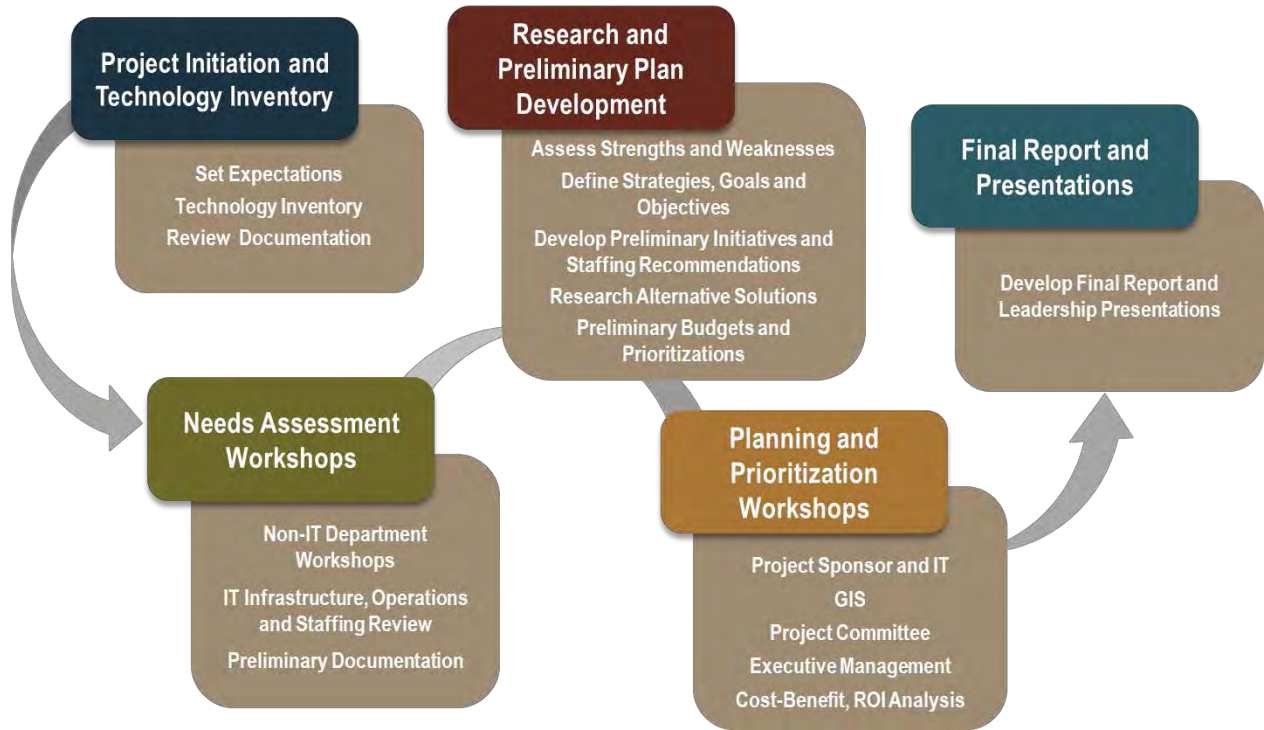 Project Initiation and
Technology Inventory
Set Expectations
Technology Inventory
Review Documentation
Needs Assessment
Workshops
Non-IT Department
Workshops
IT Infrastructure, Operations
and Staffing Review
Preliminary Documentation
Research and
Preliminary Plan
Development
Assess Strengths and Weaknesses
Define Strategies, Goals and
Objectives
Develop Preliminary Initiatives and
Staffing Recommendations
Research Alternative Solutions
Preliminary Budgets and
Prioritizations
Planning and
Prioritization
Workshops
Project Sponsor and IT
GIS
Project Committee
Executive Management
Cost-Benefit, ROI Analysis
Final Report and
Presentations
Develop Final Report and
Leadership Presentations